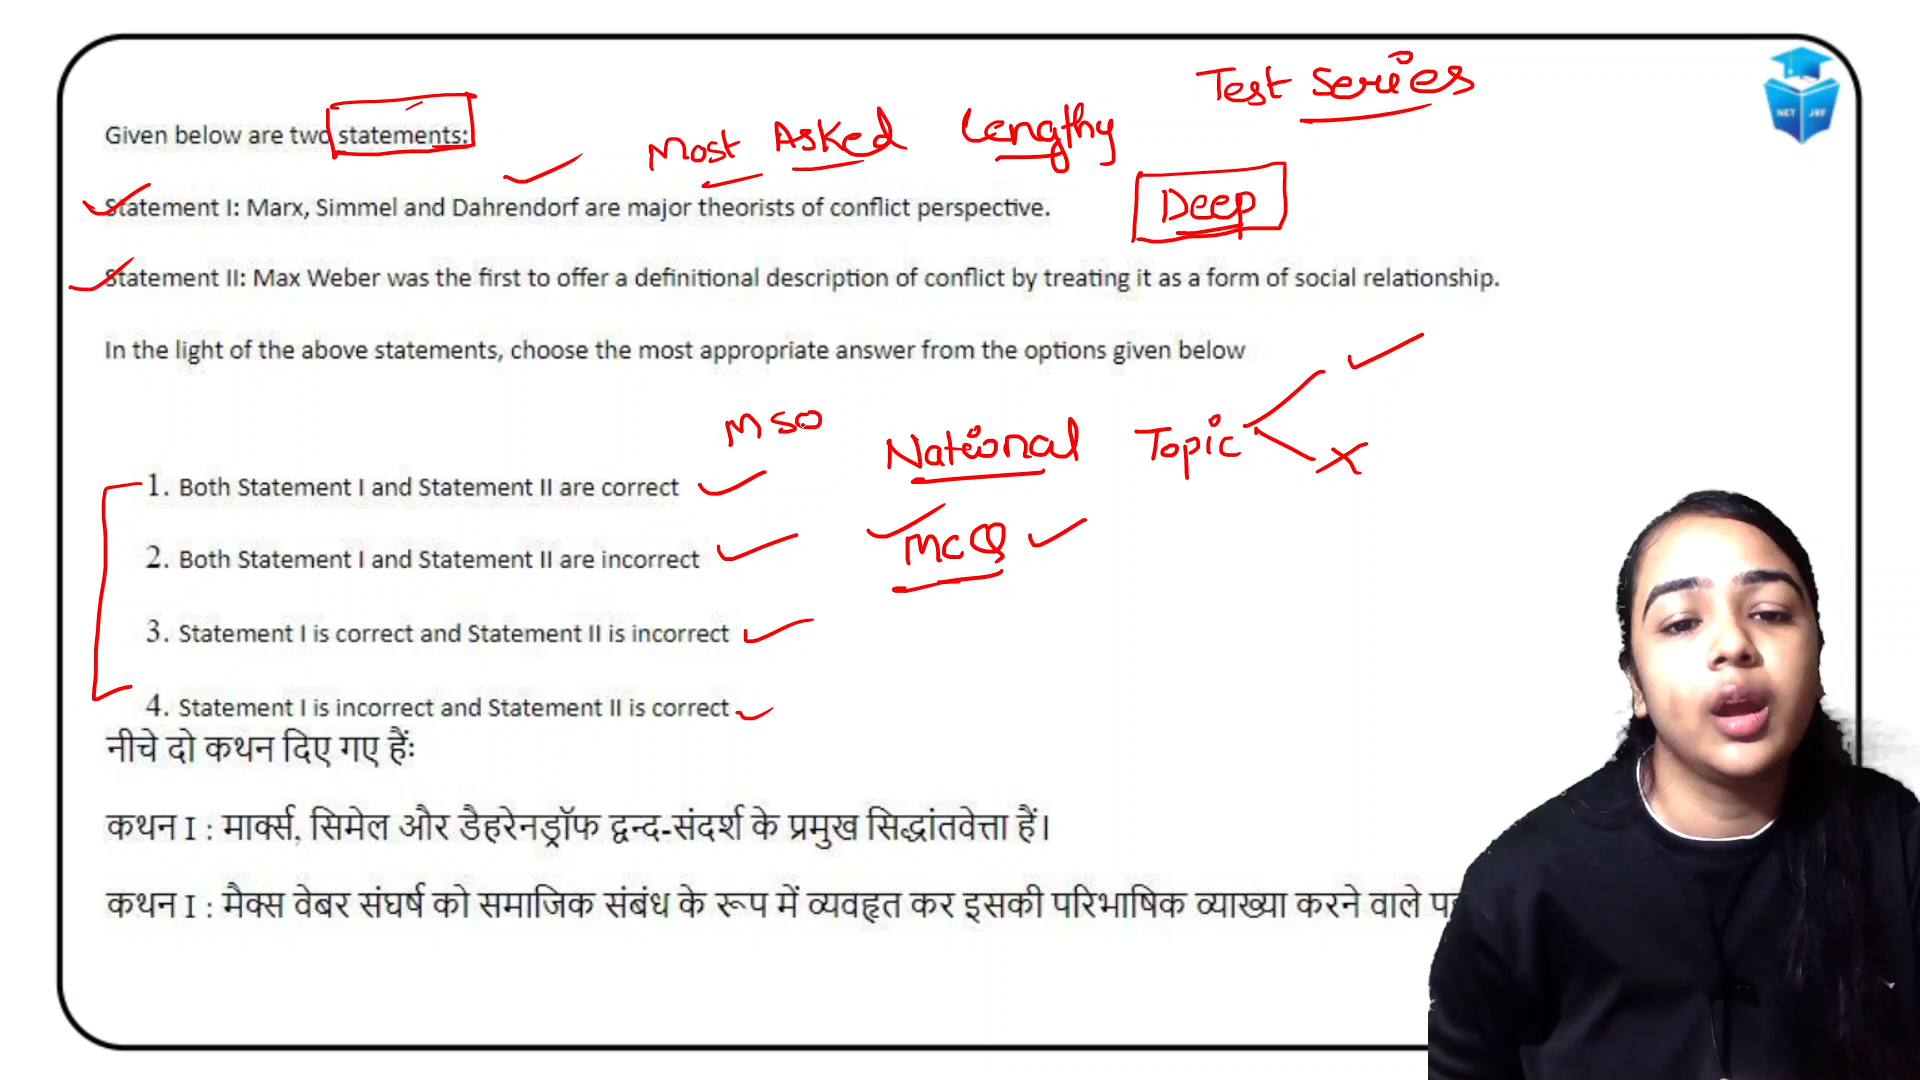 Test Series
Given below are two statements:
Most Asked Lengthy
Statement I: Marx, Simmel and Dahrendorf are major theorists of conflict perspective.
Deep
Statement II: Max Weber was the first to offer a definitional description of conflict by treating it as a form of social relationship.
In the light of the above statements, choose the most appropriate answer from the options given below
MSO
National Topic
1. Both Statement I and Statement II are correct
MCQ
2. Both Statement I and Statement II are incorrect
3. Statement I is correct and Statement II is incorrect
4. Statement I is incorrect and Statement II is correct
नीचे दो कथन दिए गए हैंः
कथन I : मार्क्स, सिमेल और डैहरेनड्रॉफ द्वन्द-संदर्श के प्रमुख सिद्धांतवेत्ता हैं।
कथन I : मैक्स वेबर संघर्ष को समाजिक संबंध के रूप में व्यवहृत कर इसकी परिभाषिक व्याख्या करने वाले
NET JRF